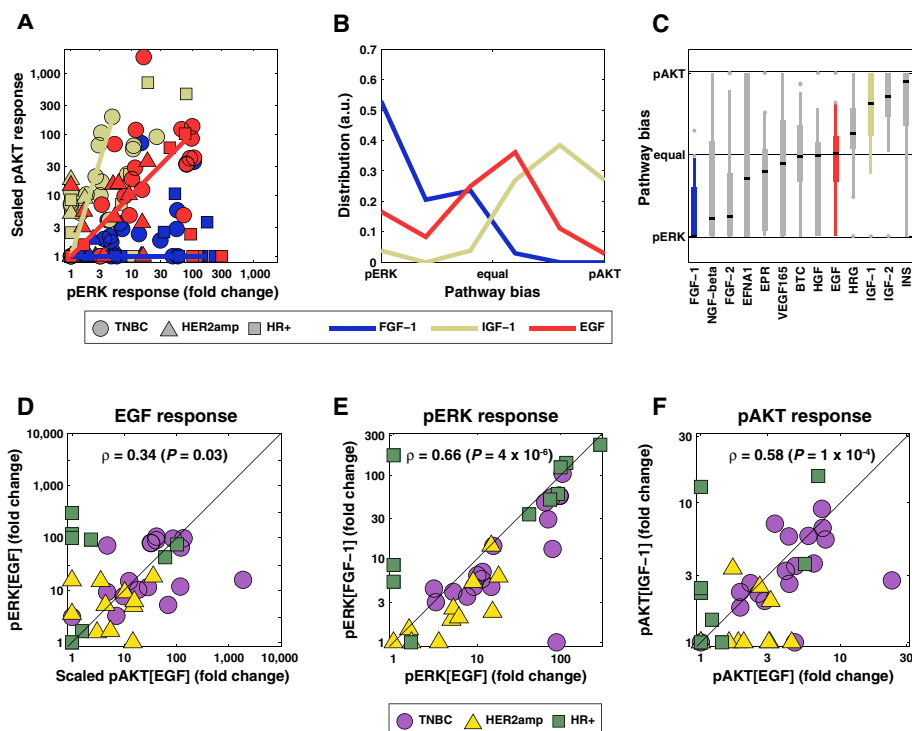 A
B
C
Scaled pAKT response
1,000
300
100
30
10
3
1
1 3 10 30 100 300 1,000
pERK response (fold change)
Distribution (a.u.)
0.7
0.6
0.5
0.4
0.3
0.2
0.1
0
pERK equal pAKT
Pathway bias
Pathway bias
pAKT
equal
pERK
FGF-1
NGF-beta
FGF-2
EFNA1
EPR
VEGF165
BTC
HGF
EGF
HRG
IGF-1
IGF-2
INS
TNBC HER2amp HR+ FGF-1 IGF-1 EGF
D
EGF response
pERK[EGF] (fold change)
10,000
1,000
100
10
1
ρ = 0.34 (P = 0.03)
1 10 100 1,000 10,000
Scaled pAKT[EGF] (fold change)
E
pERK response
pERK[FGF-1] (fold change)
300
100
30
10
3
1
ρ = 0.66 (P = 4 x 10⁻⁶)
1 10 100
pERK[EGF] (fold change)
F
pAKT response
pAKT[IGF-1] (fold change)
30
10
3
1
ρ = 0.58 (P = 1 x 10⁻⁴)
1 3 10 30
pAKT[EGF] (fold change)
TNBC HER2amp HR+